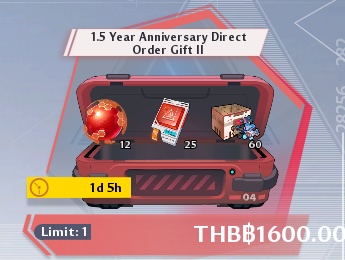 1.5 Year Anniversary Direct
Order Gift II
12
25
60
1d 5h
04
Limit: 1
THB฿1600.00